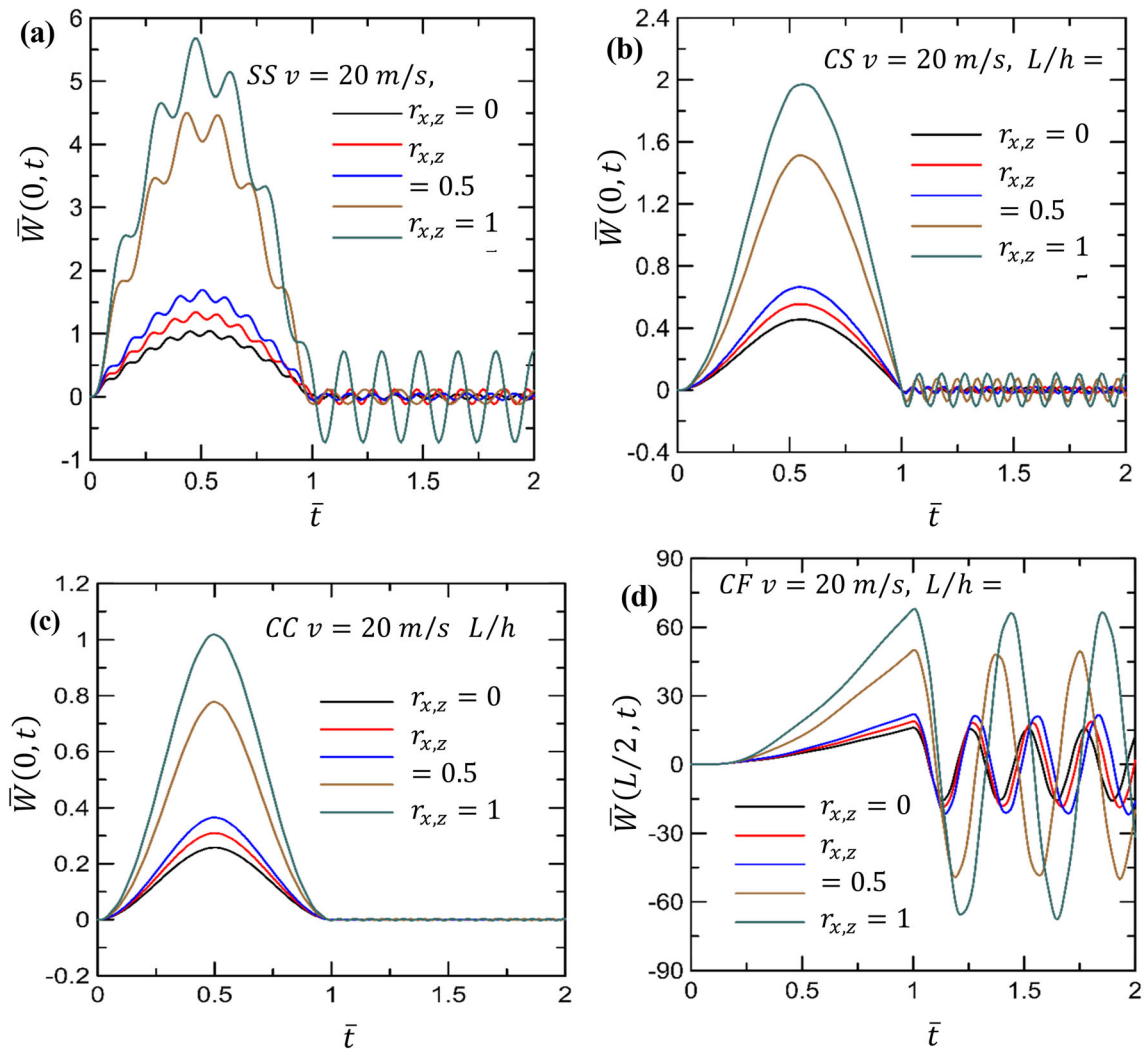 (a)
SS v = 20 m/s,
r_{x,z} = 0
r_{x,z}
= 0.5
r_{x,z} = 1
W̄(0, t)
6
5
4
3
2
1
0
-1
0 0.5 1 1.5 2
t̄
(b)
CS v = 20 m/s, L/h =
r_{x,z} = 0
r_{x,z}
= 0.5
r_{x,z} = 1
W̄(0, t)
2.4
2
1.6
1.2
0.8
0.4
0
-0.4
0 0.5 1 1.5 2
t̄
(c)
CC v = 20 m/s L/h
r_{x,z} = 0
r_{x,z}
= 0.5
r_{x,z} = 1
W̄(0, t)
1.2
1
0.8
0.6
0.4
0.2
0
-0.2
0 0.5 1 1.5 2
t̄
(d)
CF v = 20 m/s, L/h =
r_{x,z} = 0
r_{x,z}
= 0.5
r_{x,z} = 1
W̄(L/2, t)
90
60
30
0
-30
-60
-90
0 0.5 1 1.5 2
t̄